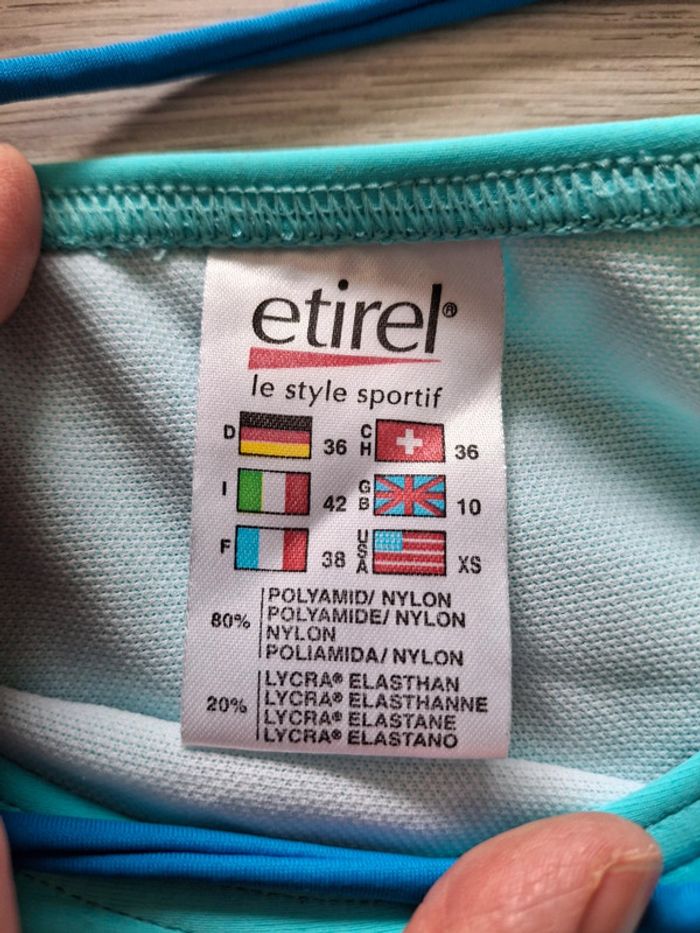 etirel®
le style sportif
D 36 CH 36
I 42 GB 10
F 38 USA XS
80% POLYAMID/ NYLON
POLYAMIDE/ NYLON
NYLON
POLIAMIDA/ NYLON
20% LYCRA® ELASTHAN
LYCRA® ELASTHANNE
LYCRA® ELASTANE
LYCRA® ELASTANO